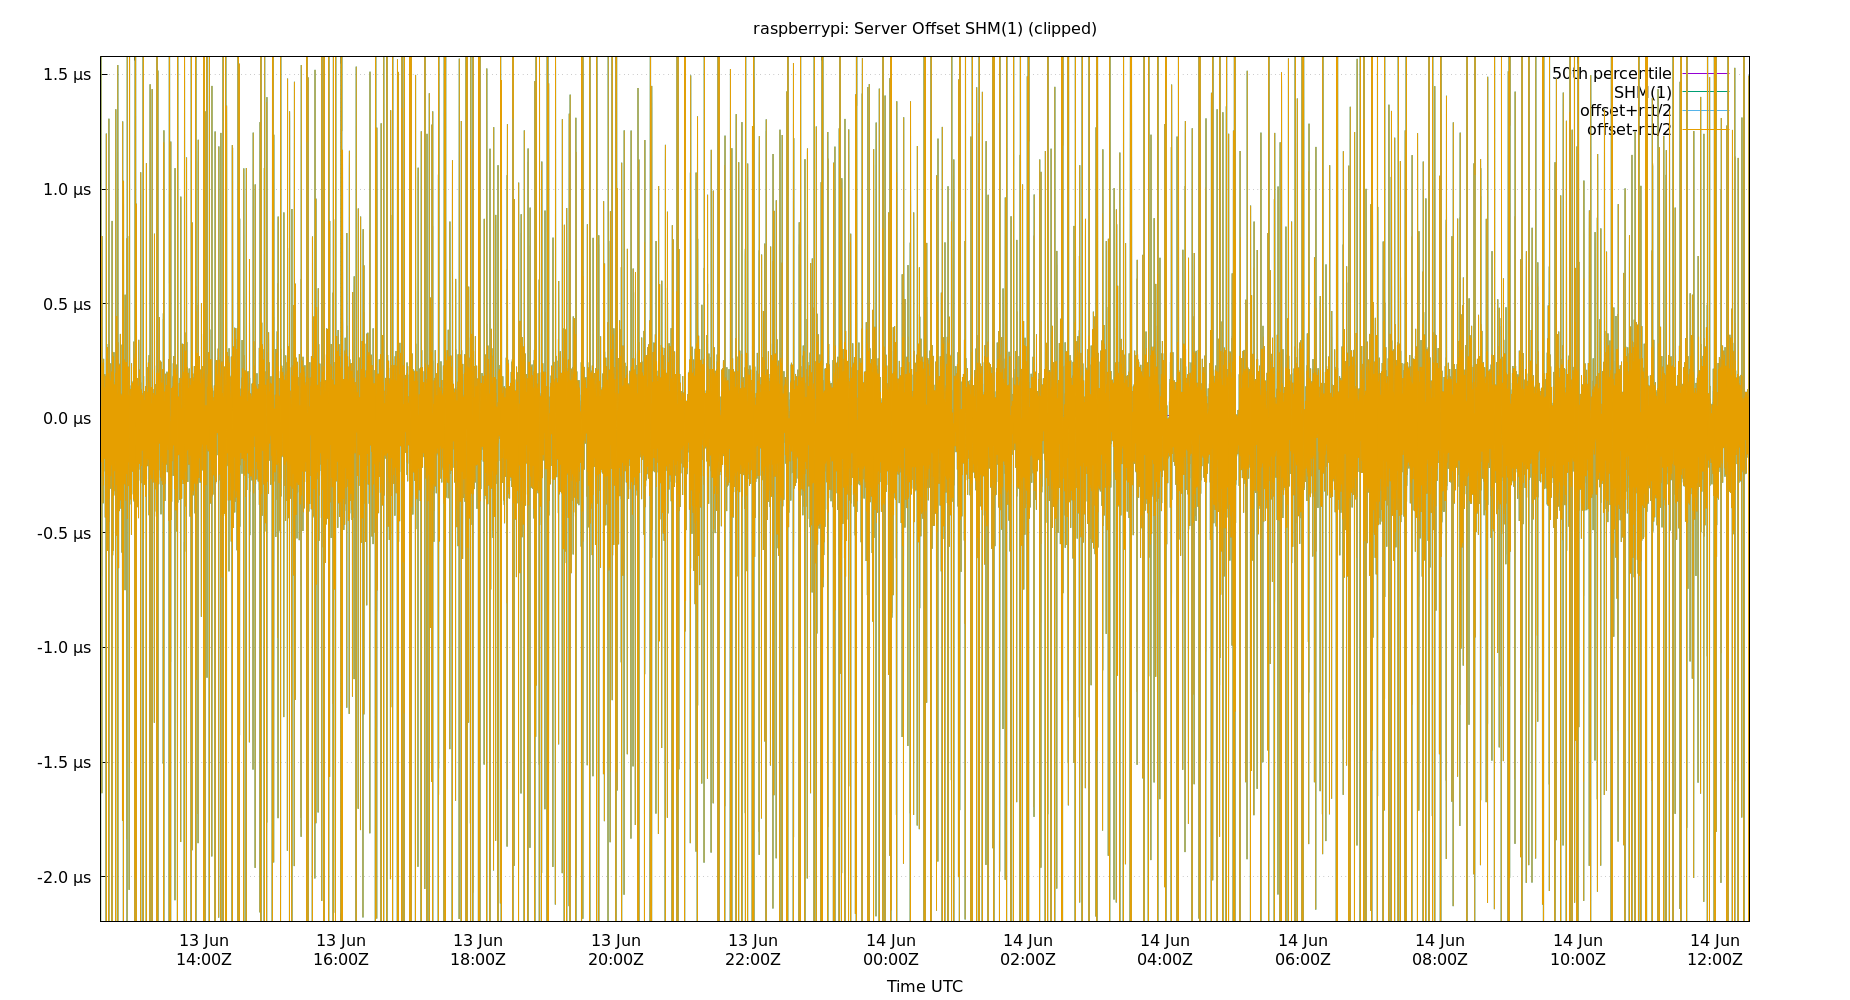 raspberrypi: Server Offset SHM(1) (clipped)
50th percentile
SHM(1)
offset+rtt/2
offset-rtt/2
1.5 µs
1.0 µs
0.5 µs
0.0 µs
-0.5 µs
-1.0 µs
-1.5 µs
-2.0 µs
13 Jun 13 Jun 13 Jun 13 Jun 13 Jun 14 Jun 14 Jun 14 Jun 14 Jun 14 Jun 14 Jun 14 Jun
14:00Z 16:00Z 18:00Z 20:00Z 22:00Z 00:00Z 02:00Z 04:00Z 06:00Z 08:00Z 10:00Z 12:00Z
Time UTC